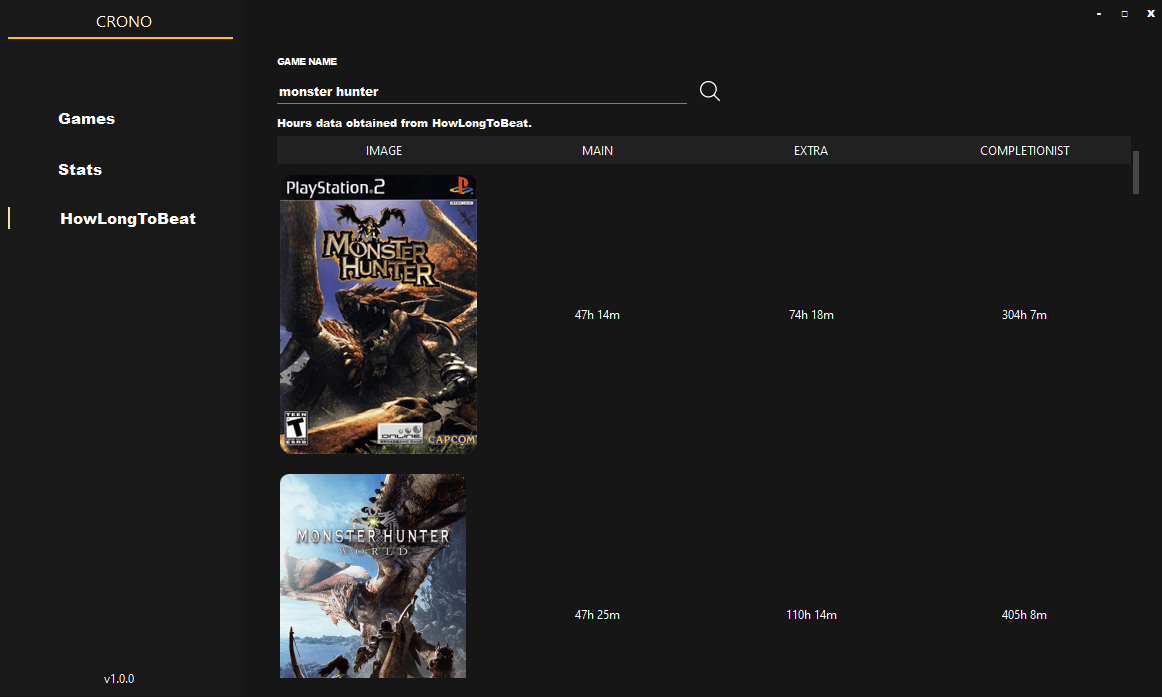 CRONO
- □ X
Games
Stats
HowLongToBeat
v1.0.0
GAME NAME
monster hunter
Hours data obtained from HowLongToBeat.
IMAGE MAIN EXTRA COMPLETIONIST
PlayStation®2
MONSTER
HUNTER
TEEN
T
ESRB
ONLINE
CAPCOM
47h 14m 74h 18m 304h 7m
MONSTER HUNTER
WORLD
47h 25m 110h 14m 405h 8m